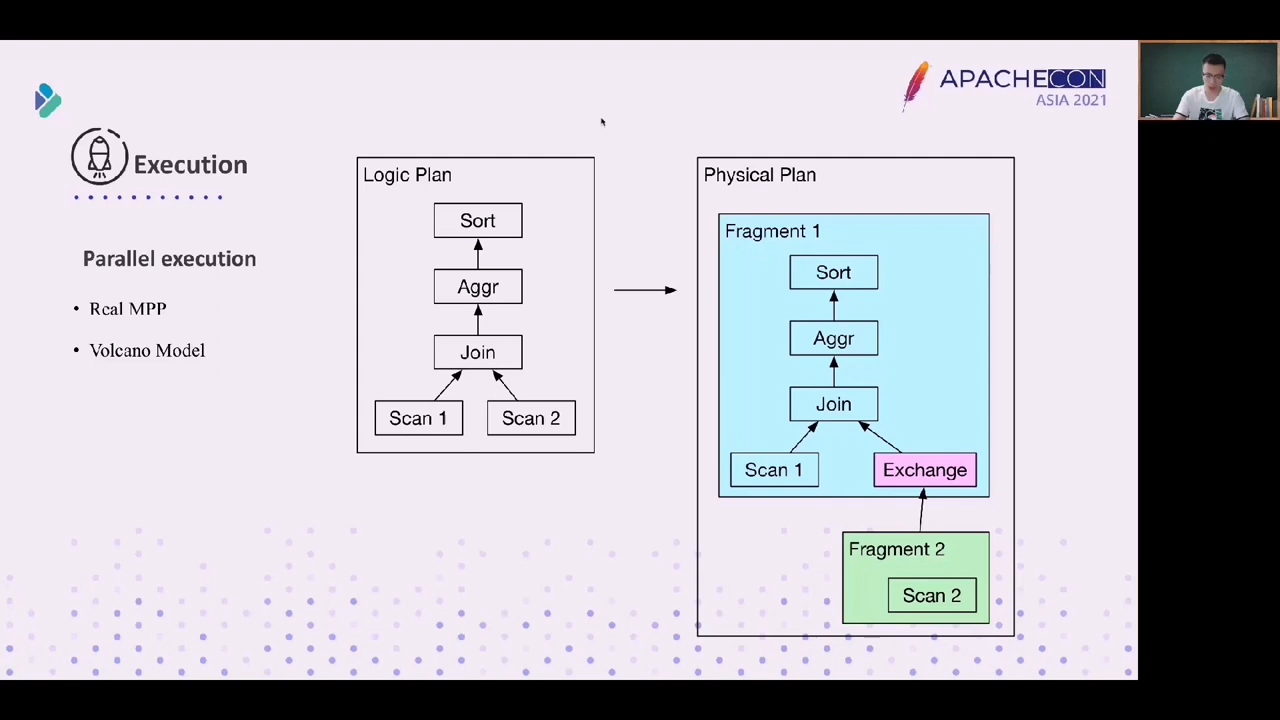 APACHECON
ASIA 2021
Execution
Parallel execution
• Real MPP
• Volcano Model
Logic Plan
Sort
Aggr
Join
Scan 1
Scan 2
Physical Plan
Fragment 1
Sort
Aggr
Join
Scan 1
Exchange
Fragment 2
Scan 2